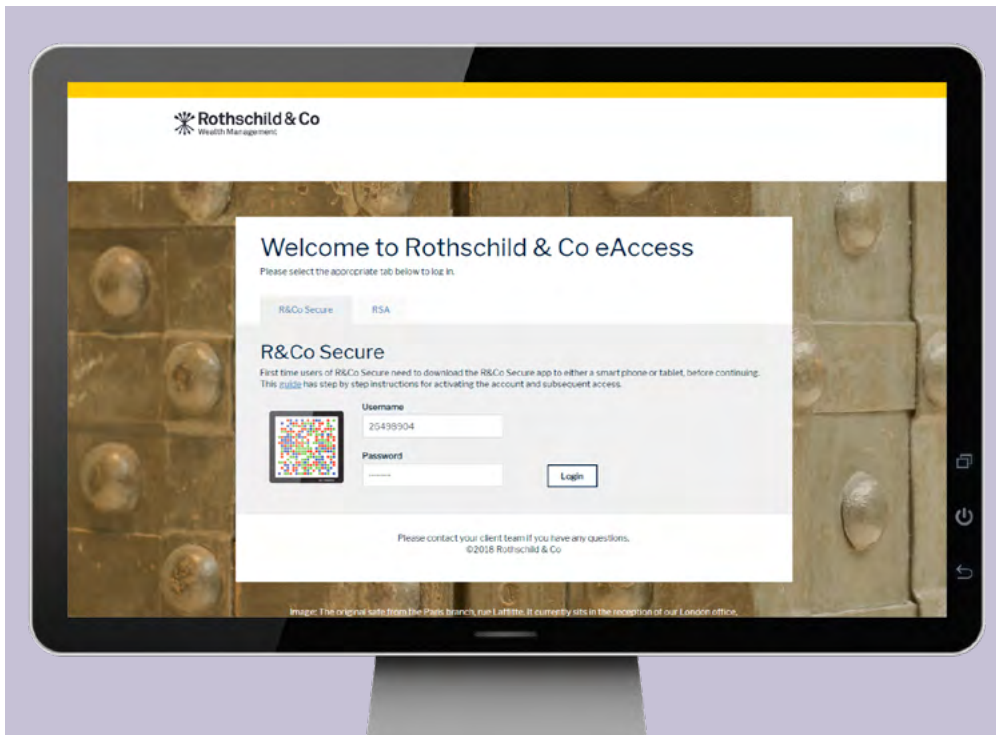 Rothschild & Co
Wealth Management
Welcome to Rothschild & Co eAccess
Please select the appropriate tab below to log in.
R&Co Secure
RSA
R&Co Secure
First time users of R&Co Secure need to download the R&Co Secure app to either a smart phone or tablet, before continuing.
This guide has step by step instructions for activating the account and subsequent access.
Username
25498904
Password
Login
Please contact your client team if you have any questions.
©2018 Rothschild & Co
Image: The original safe from the Paris branch, rue Laffitte. It currently sits in the reception of our London office,